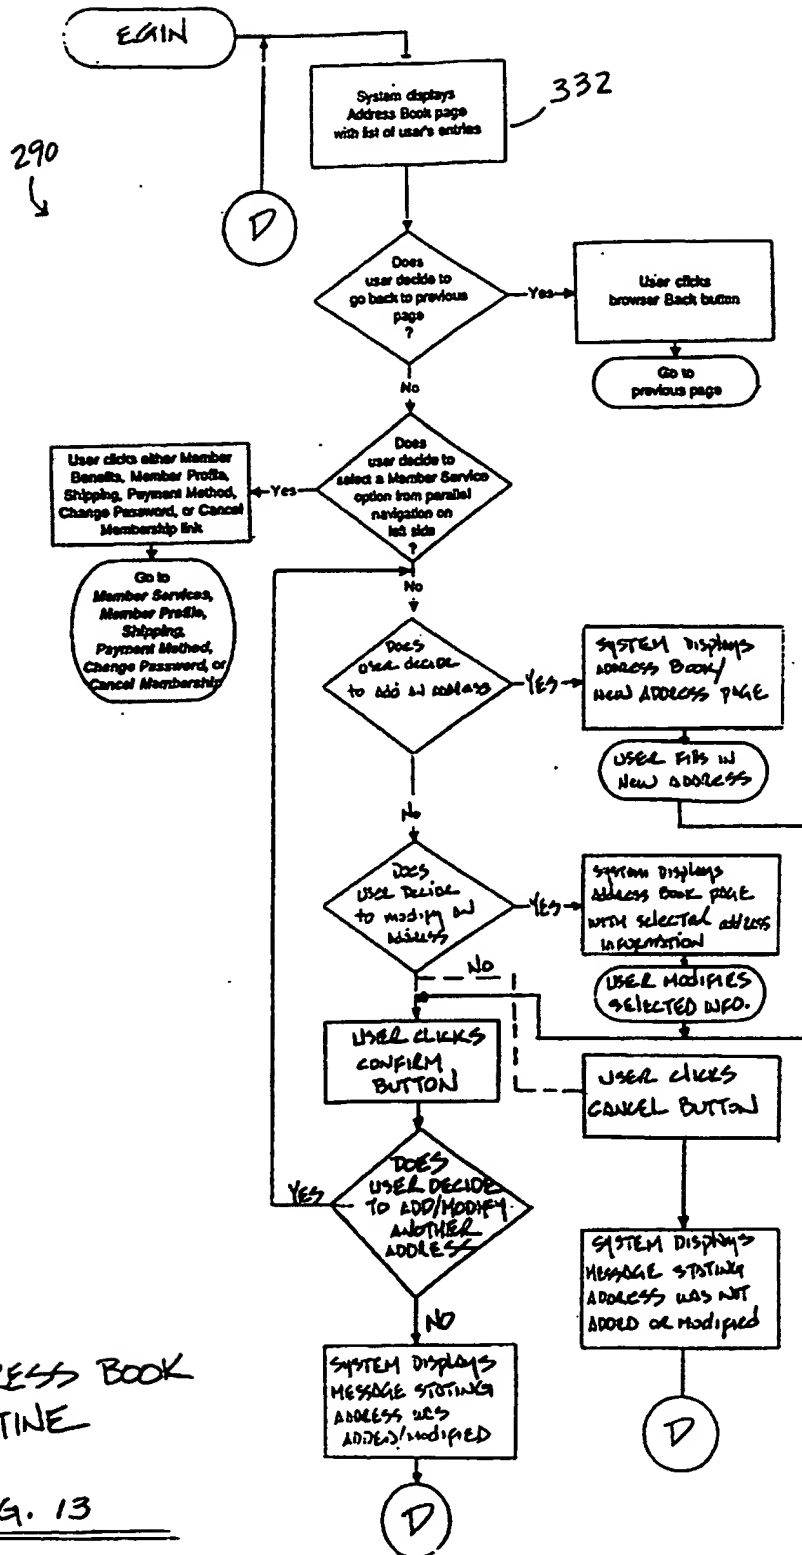 EGIN
System displays
Address Book page
with list of user's entries
332
290
D
Does
user decide to
go back to previous
page
?
Yes
User clicks
browser Back button
Go to
previous page
No
Does
user decide to
select a Member Service
option from parallel
navigation on
left side
?
Yes
User clicks either Member
Benefits, Member Profile,
Shipping, Payment Method,
Change Password, or Cancel
Membership link
Go to
Member Services,
Member Profile,
Shipping,
Payment Method,
Change Password, or
Cancel Membership
No
DOES
USER DECIDE
to ADD AN ADDRESS
YES
SYSTEM DISPLAYS
ADDRESS BOOK/
NEW ADDRESS PAGE
USER FILLS IN
NEW ADDRESS
No
DOES
USER DECIDE
to modify AN
ADDRESS
YES
SYSTEM DISPLAYS
ADDRESS BOOK PAGE
WITH SELECTED address
INFORMATION
USER MODIFIES
SELECTED INFO.
NO
USER CLICKS
CONFIRM
BUTTON
USER CLICKS
CANCEL BUTTON
DOES
USER DECIDE
TO ADD/MODIFY
ANOTHER
ADDRESS
YES
NO
SYSTEM DISPLAYS
MESSAGE STATING
ADDRESS WAS NOT
ADDED OR MODIFIED
SYSTEM DISPLAYS
MESSAGE STATING
ADDRESS WAS
ADDED/MODIFIED
D
D
RESS BOOK
TINE
G. 13